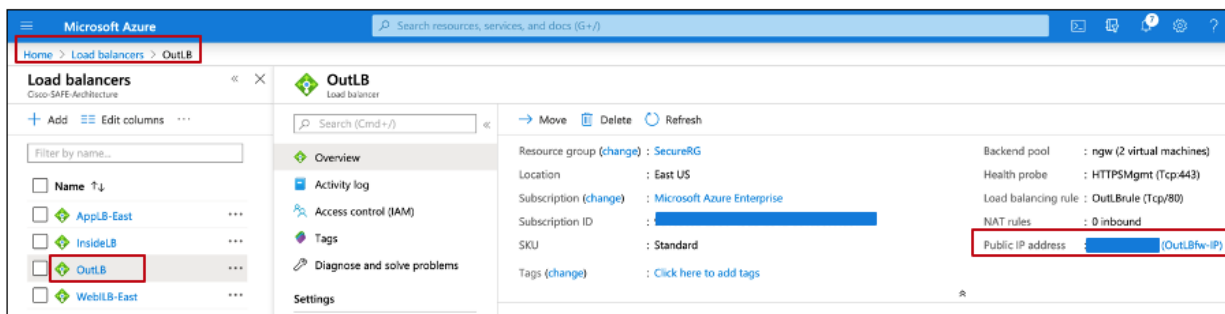 Microsoft Azure
Search resources, services, and docs (G+/)
7
?
Home > Load balancers > OutLB
Load balancers
Cisco-SAFE-Architecture
+ Add Edit columns ...
Filter by name...
Name ↑↓
AppLB-East ...
InsideLB ...
OutLB ...
WebILB-East ...
OutLB
Load balancer
Search (Cmd+/)
Overview
Activity log
Access control (IAM)
Tags
Diagnose and solve problems
Settings
→ Move Delete Refresh
Resource group (change) : SecureRG
Location : East US
Subscription (change) : Microsoft Azure Enterprise
Subscription ID :
SKU : Standard
Tags (change) : Click here to add tags
Backend pool : ngw (2 virtual machines)
Health probe : HTTPSMgmt (Tcp:443)
Load balancing rule : OutLBrule (Tcp/80)
NAT rules : 0 inbound
Public IP address : (OutLBfw-IP)